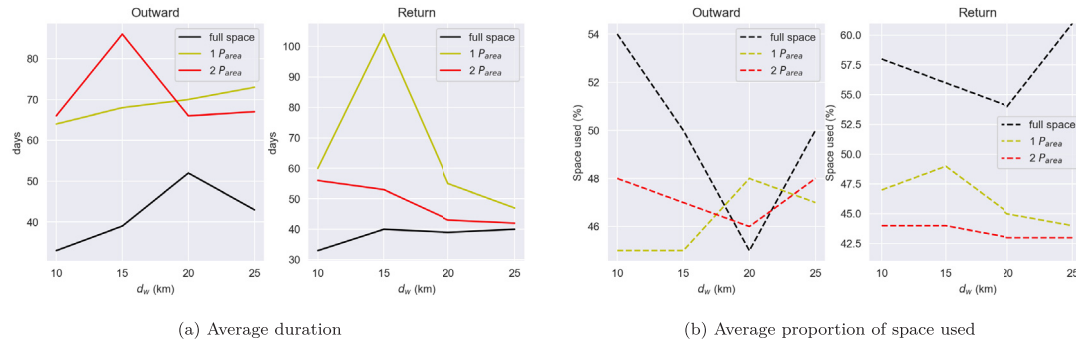 Outward
days
80
70
60
50
40
10
15
20
25
d_w (km)
full space
1 P_area
2 P_area
Return
days
100
90
80
70
60
50
40
30
10
15
20
25
d_w (km)
full space
1 P_area
2 P_area
(a) Average duration
Outward
Space used (%)
54
52
50
48
46
10
15
20
25
d_w (km)
full space
1 P_area
2 P_area
Return
Space used (%)
60.0
57.5
55.0
52.5
50.0
47.5
45.0
42.5
10
15
20
25
d_w (km)
full space
1 P_area
2 P_area
(b) Average proportion of space used